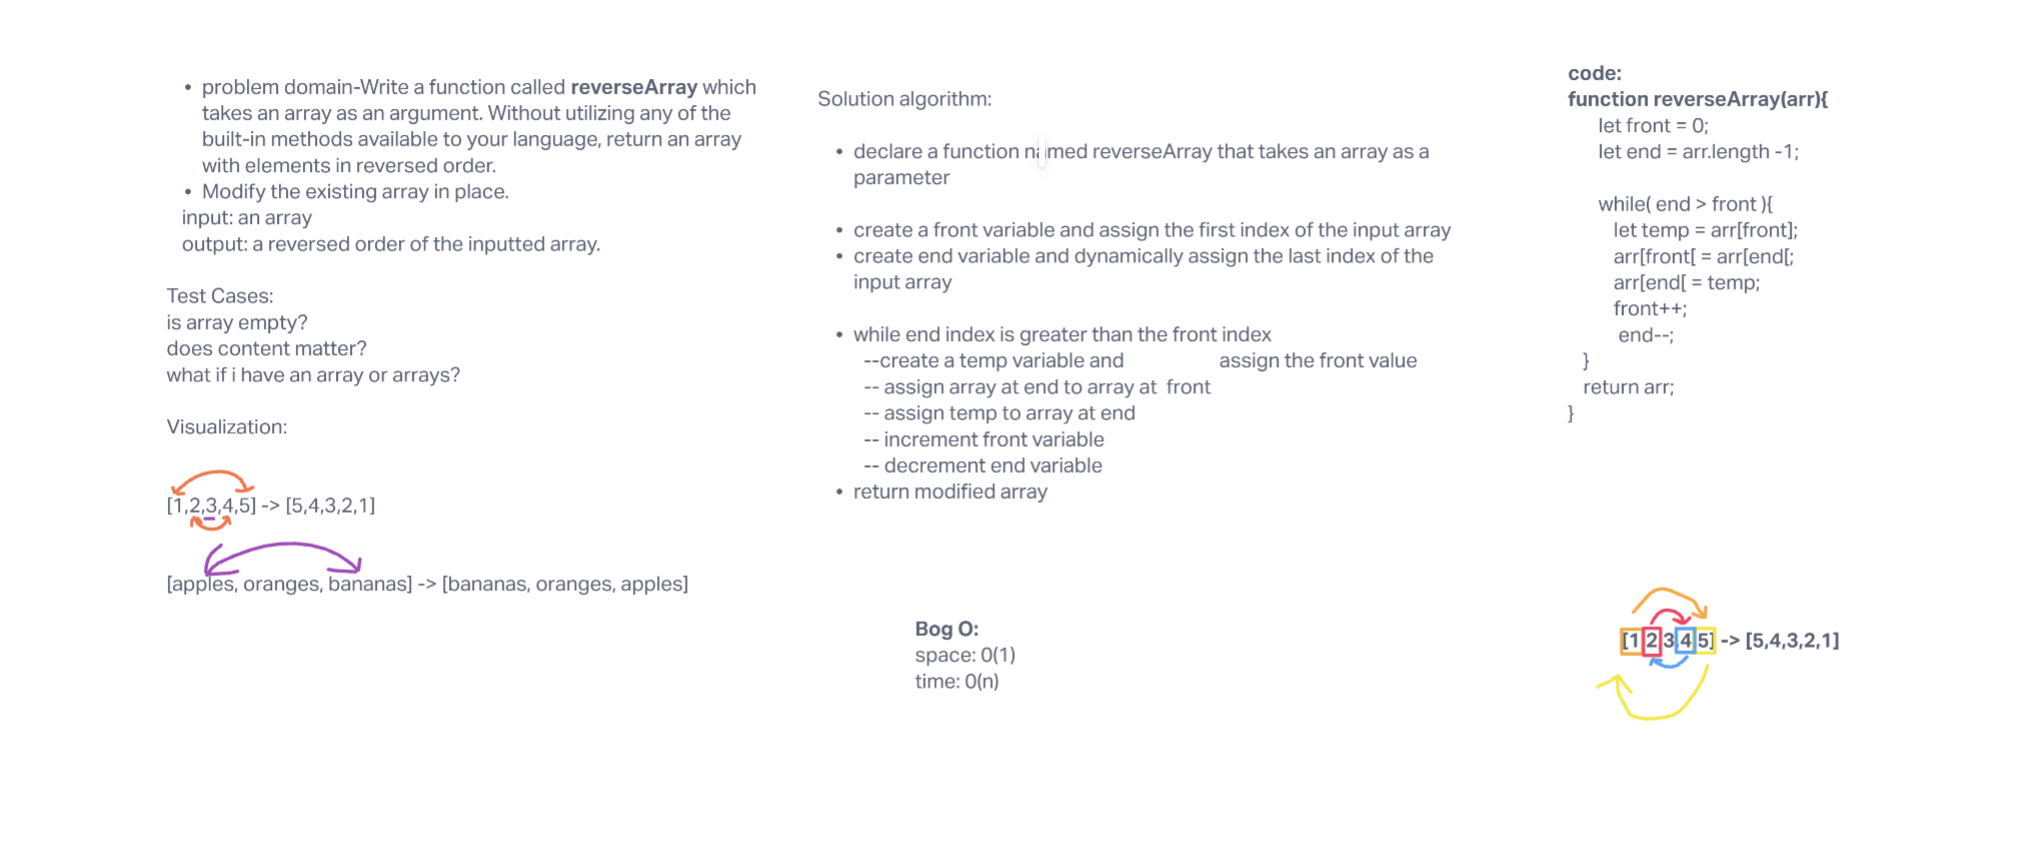 • problem domain-Write a function called reverseArray which
takes an array as an argument. Without utilizing any of the
built-in methods available to your language, return an array
with elements in reversed order.
• Modify the existing array in place.
input: an array
output: a reversed order of the inputted array.
Test Cases:
is array empty?
does content matter?
what if i have an array or arrays?
Visualization:
[1,2,3,4,5] -> [5,4,3,2,1]
[apples, oranges, bananas] -> [bananas, oranges, apples]
Solution algorithm:
• declare a function named reverseArray that takes an array as a
parameter
• create a front variable and assign the first index of the input array
• create end variable and dynamically assign the last index of the
input array
• while end index is greater than the front index
--create a temp variable and assign the front value
-- assign array at end to array at front
-- assign temp to array at end
-- increment front variable
-- decrement end variable
• return modified array
Bog O:
space: 0(1)
time: 0(n)
code:
function reverseArray(arr){
let front = 0;
let end = arr.length -1;
while( end > front ){
let temp = arr[front];
arr[front[ = arr[end[;
arr[end[ = temp;
front++;
end--;
}
return arr;
}
[1 2 3 4 5] -> [5,4,3,2,1]